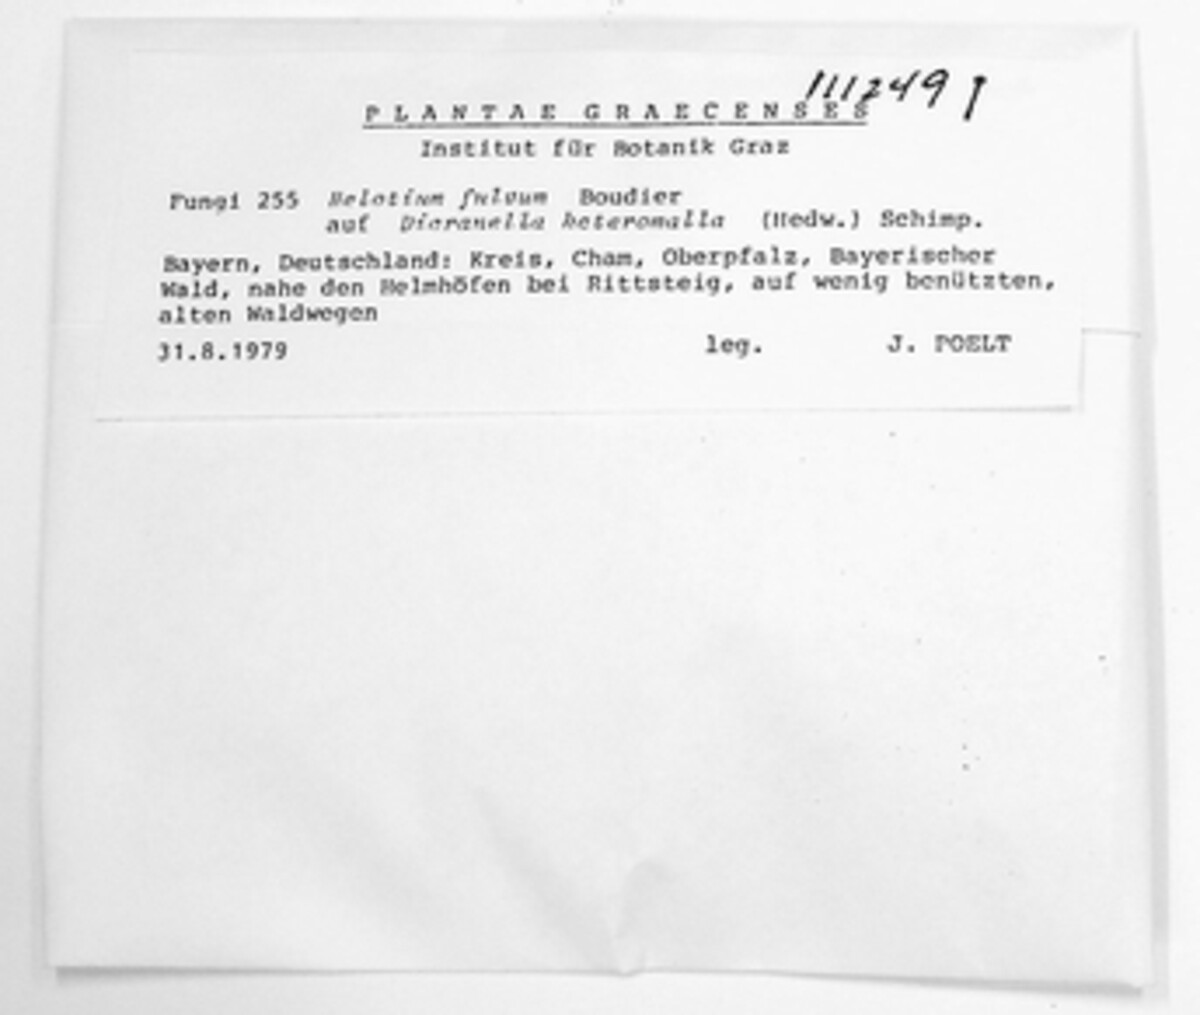 111249
PLANTAE GRAECENSES
Institut für Botanik Graz
Fungi 255 Helotium fulvum Boudier
auf Dicranella heteromalla (Hedw.) Schimp.
Bayern, Deutschland: Kreis, Cham, Oberpfalz, Bayerischer
Wald, nahe den Helmhöfen bei Rittsteig, auf wenig benützten,
alten Waldwegen
31.8.1979 leg. J. POELT